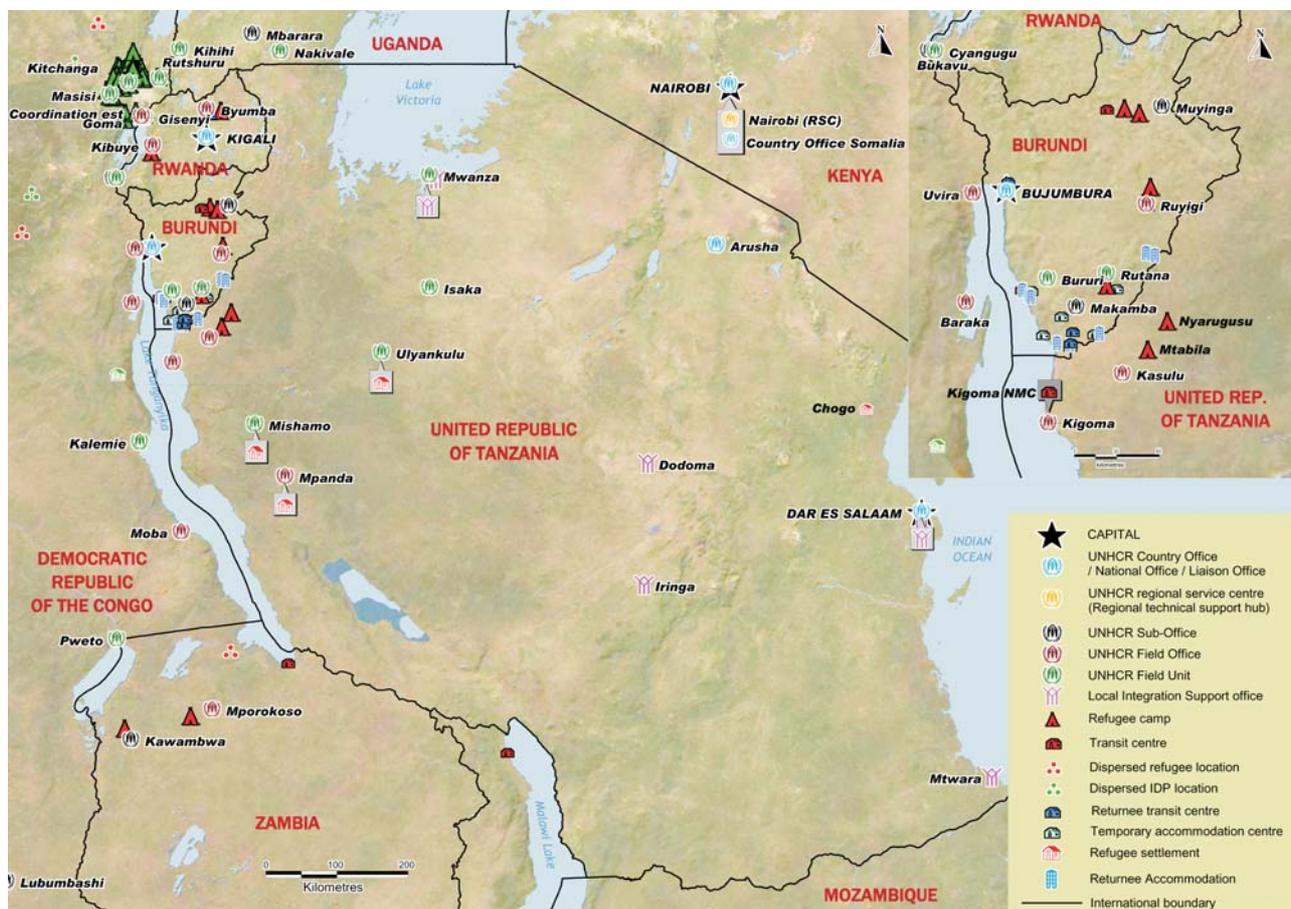 UGANDA
Mbarara
Nakivale
Kihihi
Rutshuru
Kitchanga
Masisi
Coordination est
Goma
Gisenyi
Byumba
KIGALI
Kibuye
RWANDA
BURUNDI
Lake
Victoria
N
NAIROBI
Nairobi (RSC)
Country Office Somalia
KENYA
Mwanza
Arusha
Isaka
Ulyankulu
Lake Tanganyika
Kalemie
Mishamo
Mpanda
UNITED REPUBLIC
OF TANZANIA
Chogo
Dodoma
DAR ES SALAAM
INDIAN
OCEAN
Moba
Iringa
DEMOCRATIC
REPUBLIC
OF THE CONGO
Pweto
Mporokoso
Kawambwa
Mtwara
ZAMBIA
Malawi Lake
Lubumbashi
0 100 200
Kilometres
MOZAMBIQUE
RWANDA
N
Cyangugu
Bukavu
Muyinga
BURUNDI
Uvira
BUJUMBURA
Ruyigi
Bururi
Rutana
Makamba
Baraka
Nyarugusu
Mtabila
Kasulu
Kigoma NMC
Kigoma
UNITED REP.
OF TANZANIA
Kilometres
CAPITAL
UNHCR Country Office
/ National Office / Liaison Office
UNHCR regional service centre
(Regional technical support hub)
UNHCR Sub-Office
UNHCR Field Office
UNHCR Field Unit
Local Integration Support office
Refugee camp
Transit centre
Dispersed refugee location
Dispersed IDP location
Returnee transit centre
Temporary accommodation centre
Refugee settlement
Returnee Accommodation
International boundary